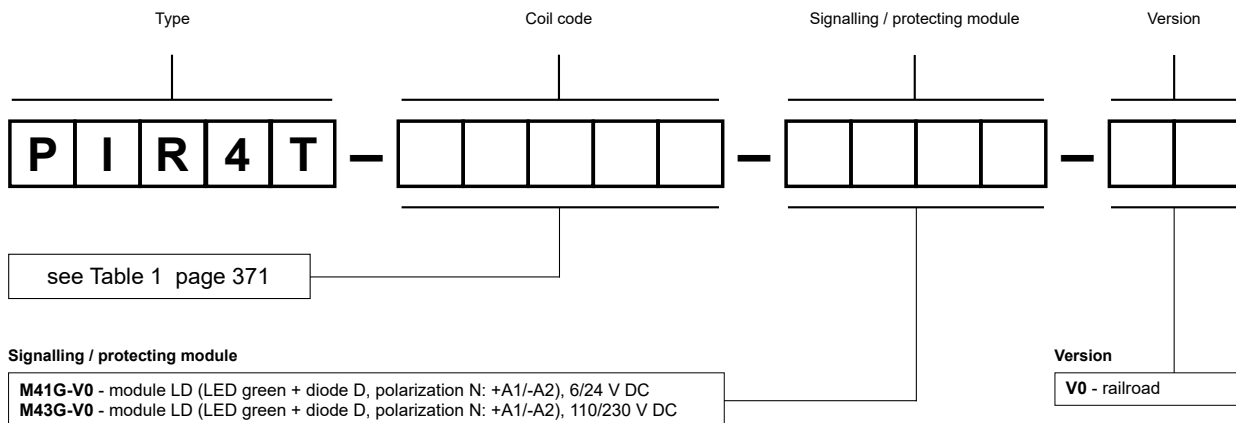 Type Coil code Signalling / protecting module Version
P I R 4 T – – –
see Table 1 page 371
Signalling / protecting module
Version
M41G-V0 - module LD (LED green + diode D, polarization N: +A1/-A2), 6/24 V DC
M43G-V0 - module LD (LED green + diode D, polarization N: +A1/-A2), 110/230 V DC
V0 - railroad